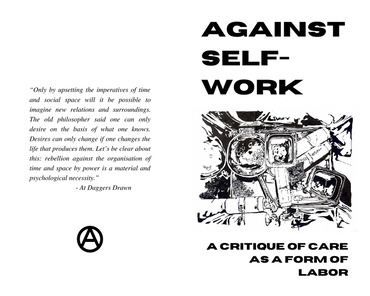 "Only by upsetting the imperatives of time
and social space will it be possible to
imagine new relations and surroundings.
The old philosopher said one can only
desire on the basis of what one knows.
Desires can only change if one changes the
life that produces them. Let's be clear about
this: rebellion against the organisation of
time and space by power is a material and
psychological necessity."
- At Daggers Drawn
AGAINST
SELF-
WORK
A CRITIQUE OF CARE
AS A FORM OF
LABOR